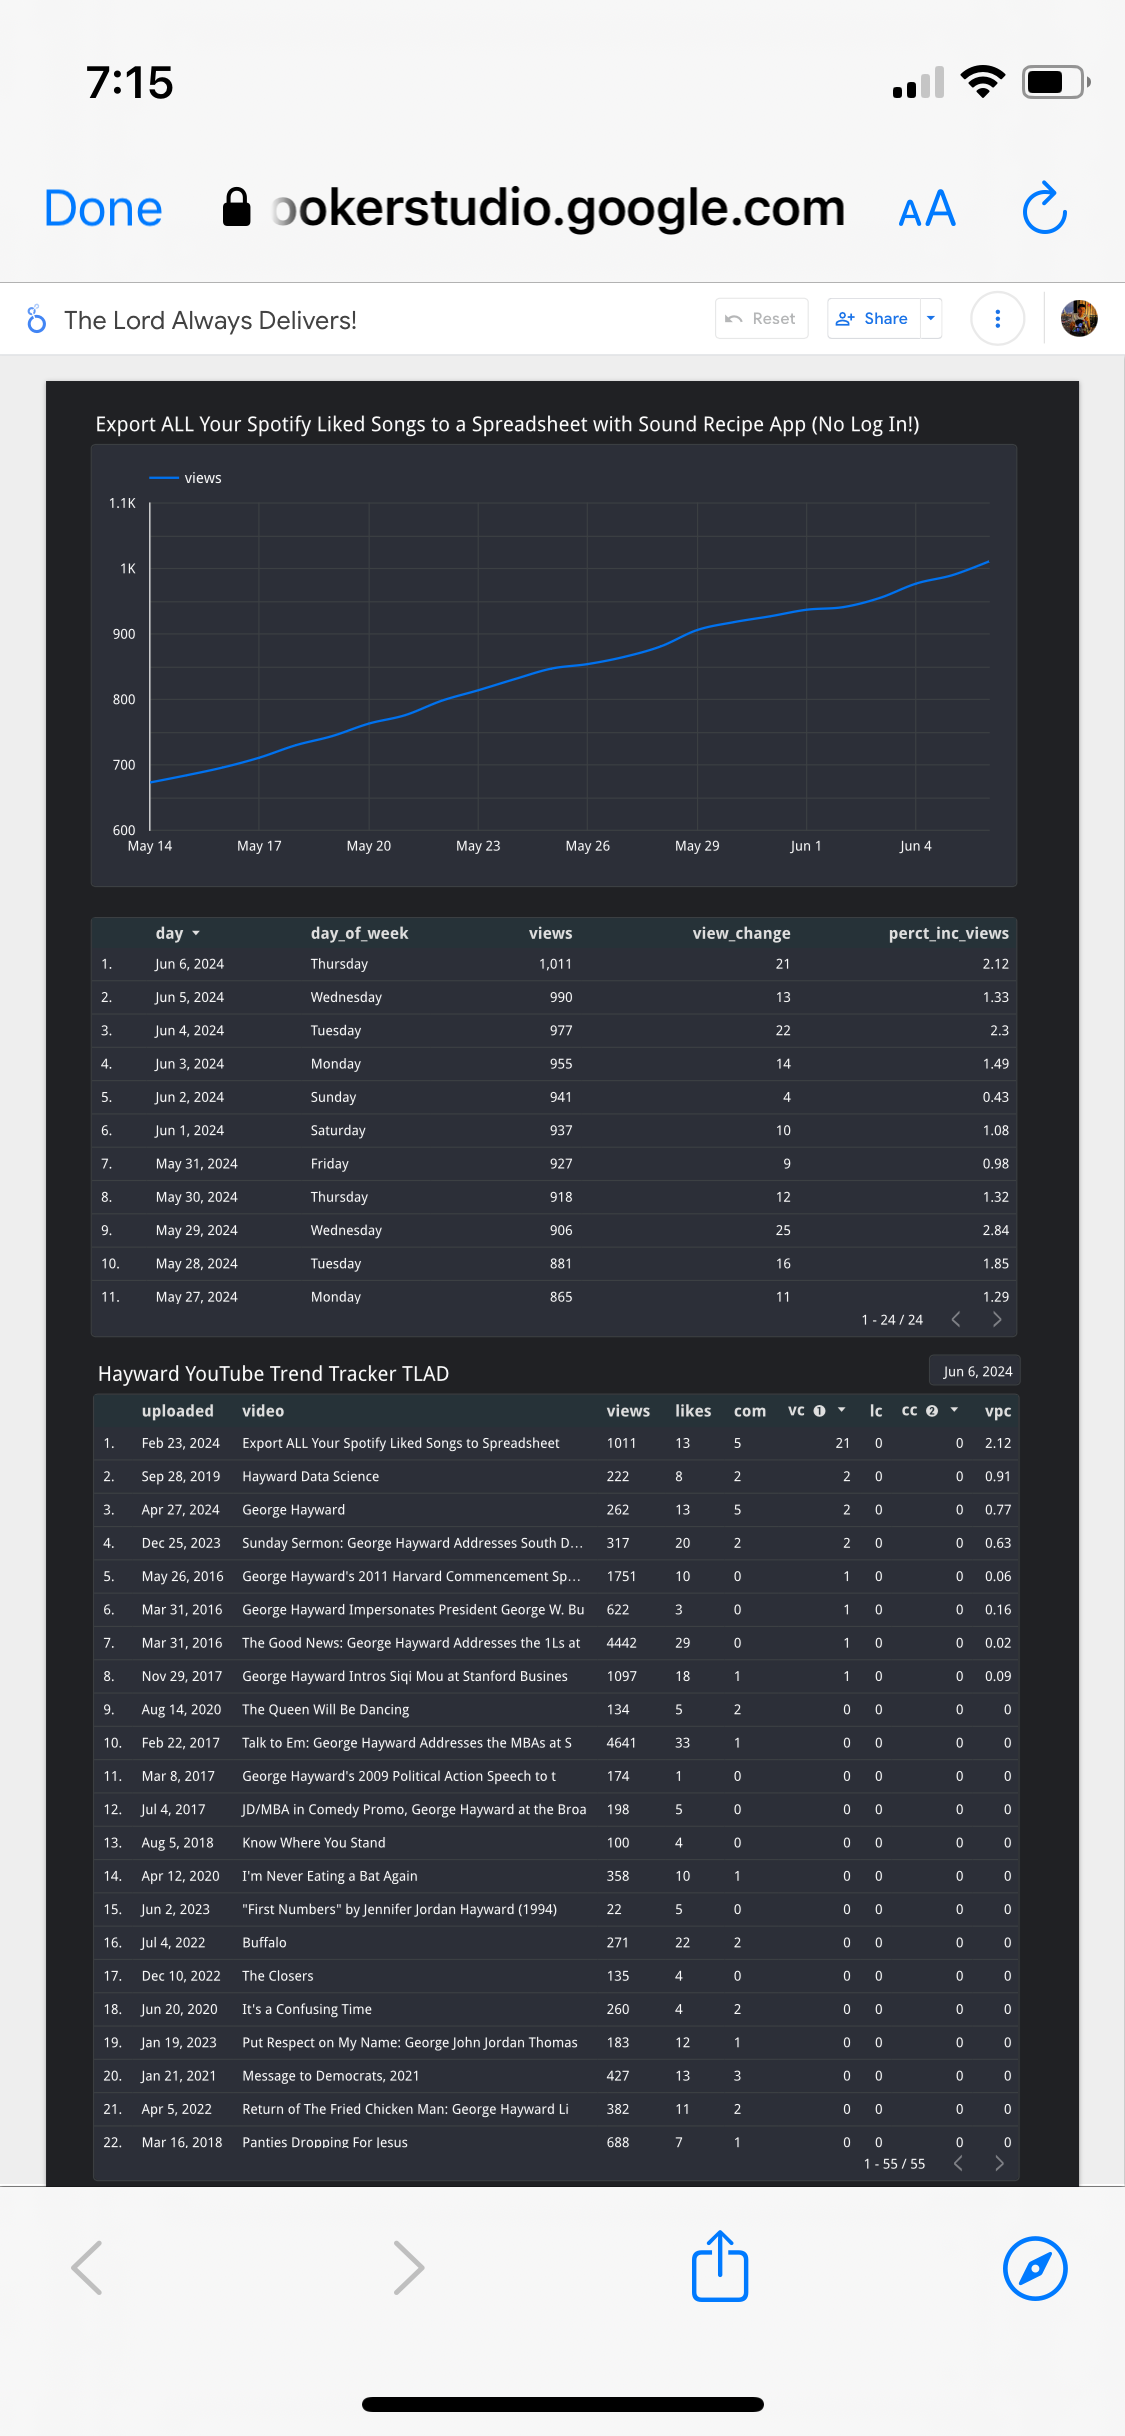 7:15
Done ookerstudio.google.com AA
The Lord Always Delivers! Reset Share
Export ALL Your Spotify Liked Songs to a Spreadsheet with Sound Recipe App (No Log In!)
views
1.1K
1K
900
800
700
600
May 14 May 17 May 20 May 23 May 26 May 29 Jun 1 Jun 4
day day_of_week views view_change perct_inc_views
1. Jun 6, 2024 Thursday 1,011 21 2.12
2. Jun 5, 2024 Wednesday 990 13 1.33
3. Jun 4, 2024 Tuesday 977 22 2.3
4. Jun 3, 2024 Monday 955 14 1.49
5. Jun 2, 2024 Sunday 941 4 0.43
6. Jun 1, 2024 Saturday 937 10 1.08
7. May 31, 2024 Friday 927 9 0.98
8. May 30, 2024 Thursday 918 12 1.32
9. May 29, 2024 Wednesday 906 25 2.84
10. May 28, 2024 Tuesday 881 16 1.85
11. May 27, 2024 Monday 865 11 1.29
1 - 24 / 24
Hayward YouTube Trend Tracker TLAD Jun 6, 2024
uploaded video views likes com vc 1 lc cc 2 vpc
1. Feb 23, 2024 Export ALL Your Spotify Liked Songs to Spreadsheet 1011 13 5 21 0 0 2.12
2. Sep 28, 2019 Hayward Data Science 222 8 2 2 0 0 0.91
3. Apr 27, 2024 George Hayward 262 13 5 2 0 0 0.77
4. Dec 25, 2023 Sunday Sermon: George Hayward Addresses South D... 317 20 2 2 0 0 0.63
5. May 26, 2016 George Hayward's 2011 Harvard Commencement Sp... 1751 10 0 1 0 0 0.06
6. Mar 31, 2016 George Hayward Impersonates President George W. Bu 622 3 0 1 0 0 0.16
7. Mar 31, 2016 The Good News: George Hayward Addresses the 1Ls at 4442 29 0 1 0 0 0.02
8. Nov 29, 2017 George Hayward Intros Siqi Mou at Stanford Busines 1097 18 1 1 0 0 0.09
9. Aug 14, 2020 The Queen Will Be Dancing 134 5 2 0 0 0 0
10. Feb 22, 2017 Talk to Em: George Hayward Addresses the MBAs at S 4641 33 1 0 0 0 0
11. Mar 8, 2017 George Hayward's 2009 Political Action Speech to t 174 1 0 0 0 0 0
12. Jul 4, 2017 JD/MBA in Comedy Promo, George Hayward at the Broa 198 5 0 0 0 0 0
13. Aug 5, 2018 Know Where You Stand 100 4 0 0 0 0 0
14. Apr 12, 2020 I'm Never Eating a Bat Again 358 10 1 0 0 0 0
15. Jun 2, 2023 "First Numbers" by Jennifer Jordan Hayward (1994) 22 5 0 0 0 0 0
16. Jul 4, 2022 Buffalo 271 22 2 0 0 0 0
17. Dec 10, 2022 The Closers 135 4 0 0 0 0 0
18. Jun 20, 2020 It's a Confusing Time 260 4 2 0 0 0 0
19. Jan 19, 2023 Put Respect on My Name: George John Jordan Thomas 183 12 1 0 0 0 0
20. Jan 21, 2021 Message to Democrats, 2021 427 13 3 0 0 0 0
21. Apr 5, 2022 Return of The Fried Chicken Man: George Hayward Li 382 11 2 0 0 0 0
22. Mar 16, 2018 Panties Dropping For Jesus 688 7 1 0 0 0 0
1 - 55 / 55